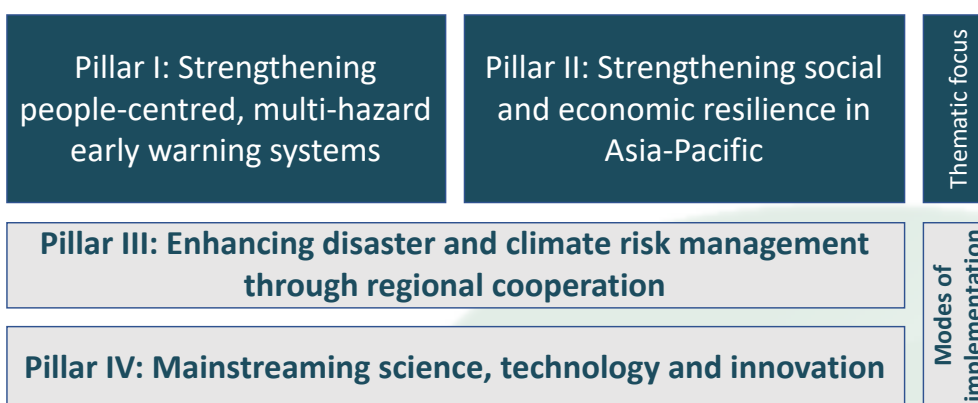 Pillar I: Strengthening
people-centred, multi-hazard
early warning systems
Pillar II: Strengthening social
and economic resilience in
Asia-Pacific
Thematic focus
Pillar III: Enhancing disaster and climate risk management
through regional cooperation
Pillar IV: Mainstreaming science, technology and innovation
Modes of
implementation